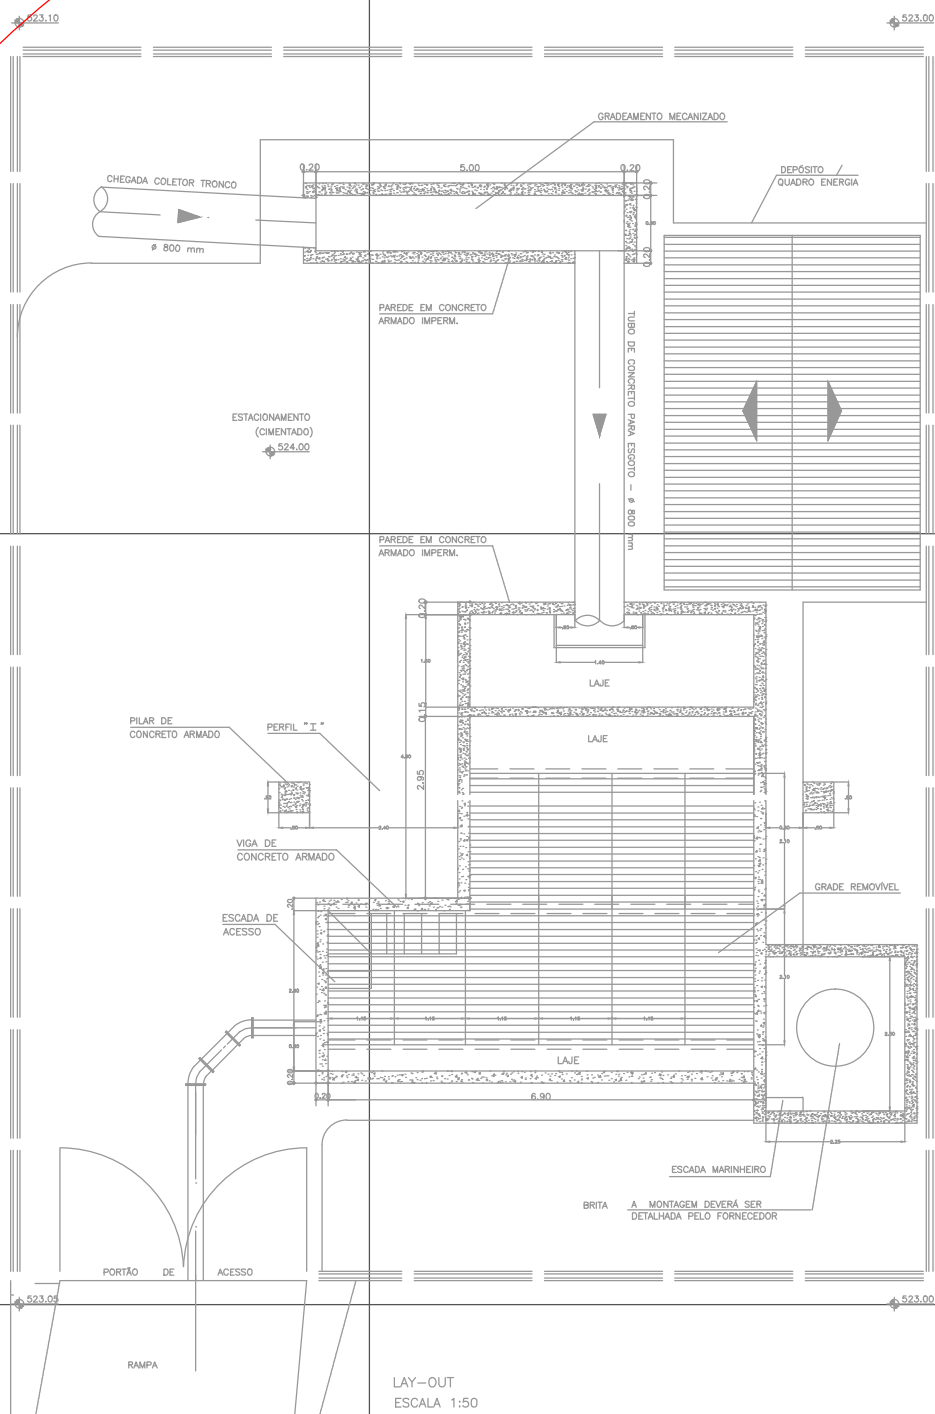 523.10
523.00
GRADEAMENTO MECANIZADO
0.20
5.00
0.20
DEPÓSITO /
QUADRO ENERGIA
CHEGADA COLETOR TRONCO
0.20
ø 800 mm
0.20
PAREDE EM CONCRETO
ARMADO IMPERM.
TUBO DE CONCRETO PARA ESGOTO - ø 800 mm
ESTACIONAMENTO
(CIMENTADO)
524.00
PAREDE EM CONCRETO
ARMADO IMPERM.
0.20
LAJE
0.15
PILAR DE
CONCRETO ARMADO
PERFIL "I"
LAJE
2.95
VIGA DE
CONCRETO ARMADO
GRADE REMOVÍVEL
.20
ESCADA DE
ACESSO
1.15
1.15
1.15
1.15
LAJE
0.20
0.20
6.90
2.25
ESCADA MARINHEIRO
BRITA
A MONTAGEM DEVERÁ SER
DETALHADA PELO FORNECEDOR
PORTÃO DE ACESSO
523.05
523.00
RAMPA
LAY-OUT
ESCALA 1:50